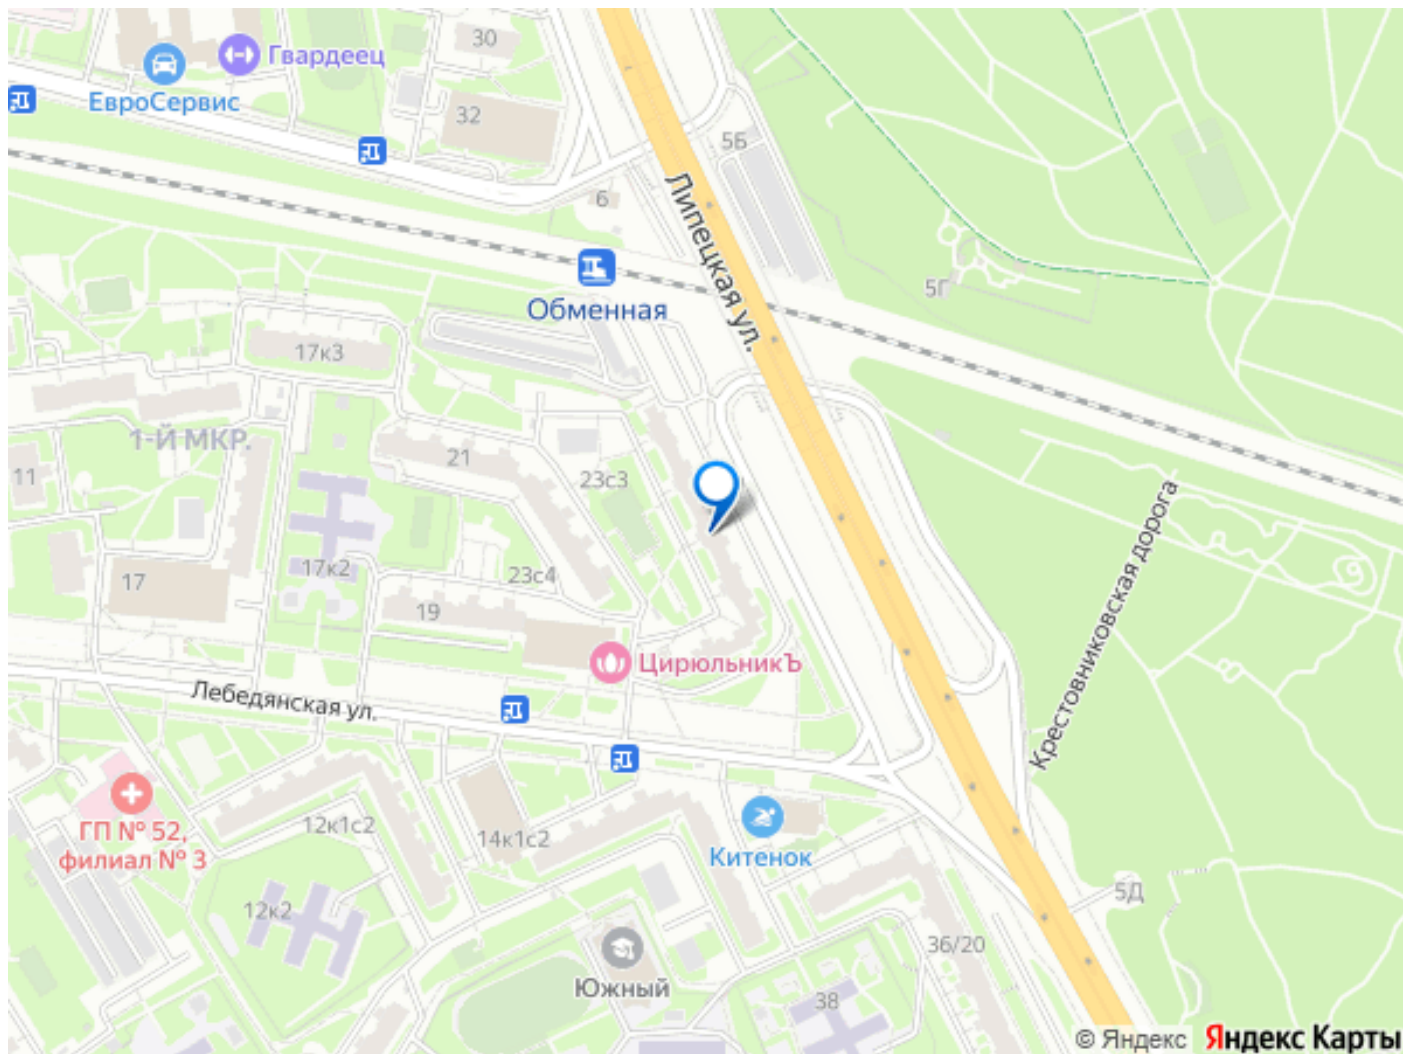 30
Гвардеец
ЕвроСервис
32
5Б
6
Липецкая ул.
5Г
Обменная
17к3
1-Й МКР.
21
11
23с3
17к2
23с4
17
19
ЦирюльникЪ
Крестовниковская дорога
Лебедянская ул.
ГП № 52,
филиал № 3
12к1с2
14к1с2
Китенок
5Д
12к2
36/20
Южный
38
© Яндекс Яндекс Карты